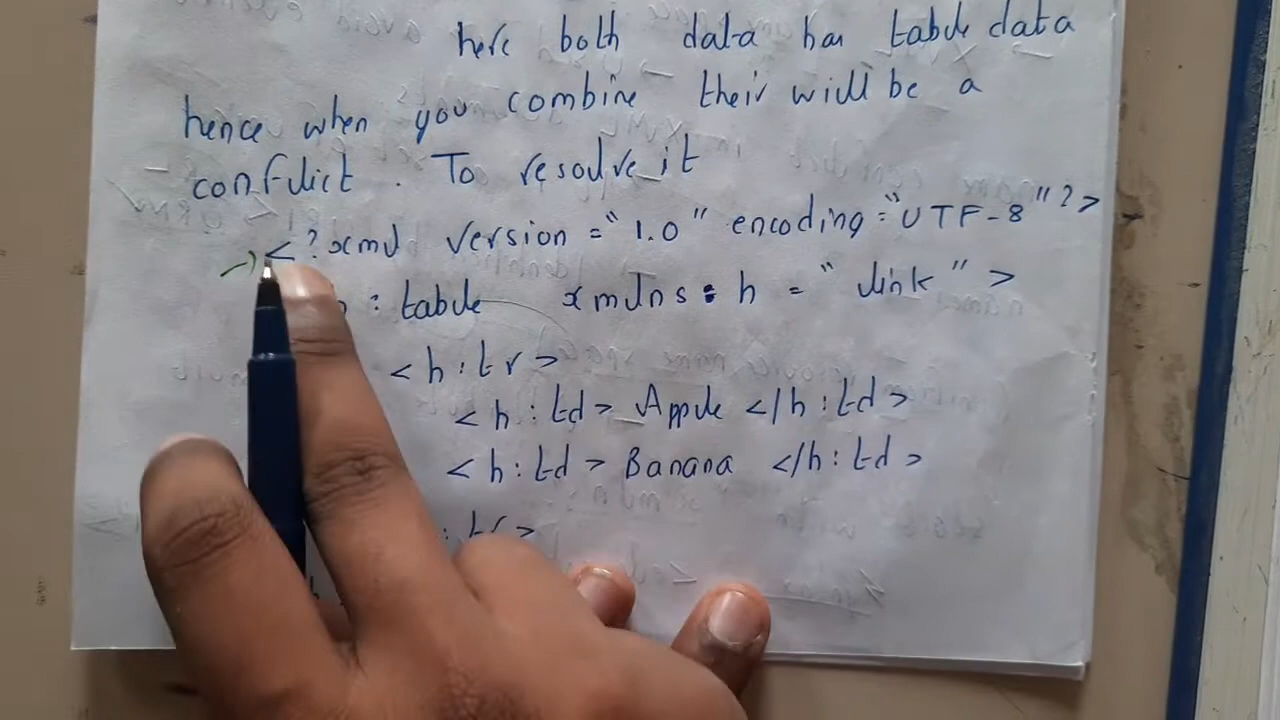 here both data has table data
hence when you combine their will be a
conflict . To resolve it
<?xml version = "1.0" encoding = "UTF-8" ?>
: table xmlns : h = "link" >
<h : tr>
<h : td> Apple </h : td>
<h : td> Banana </h : td>
: tr>